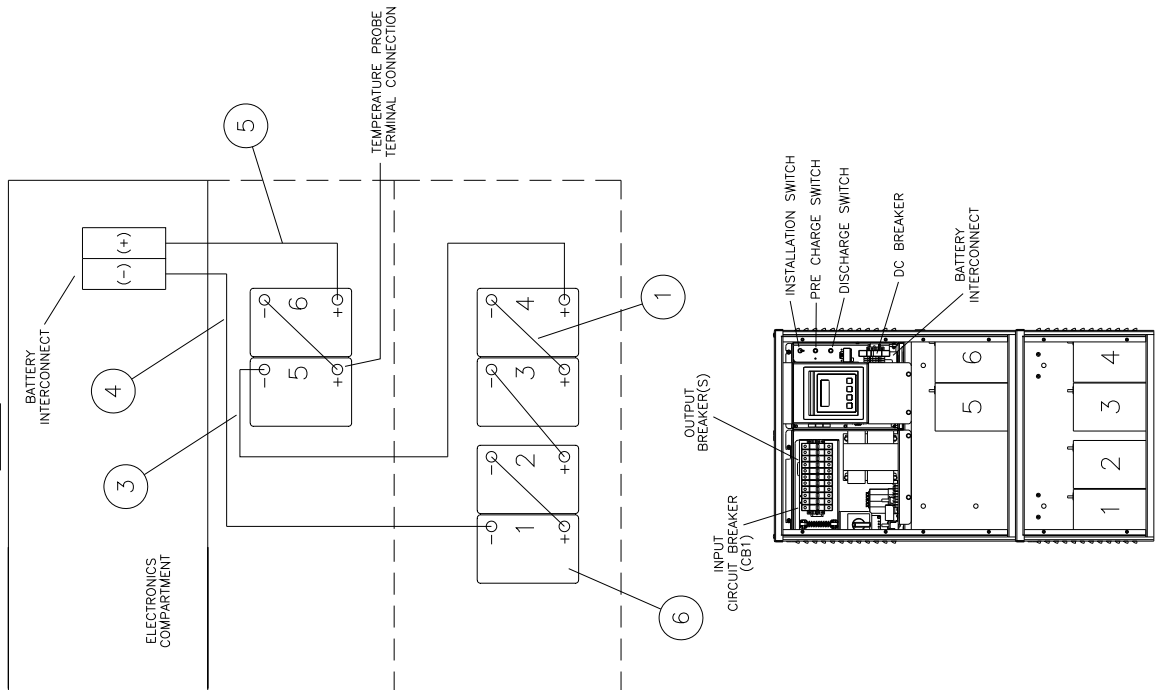 BATTERY
INTERCONNECT
ELECTRONICS
COMPARTMENT
(-) (+)
3
4
5
TEMPERATURE PROBE
TERMINAL CONNECTION
- -
5 6
+ +
- - - -
1 2 3 4
+ + + +
6
1
INPUT
CIRCUIT BREAKER
(CB1)
OUTPUT
BREAKER(S)
INSTALLATION SWITCH
PRE CHARGE SWITCH
DISCHARGE SWITCH
DC BREAKER
BATTERY
INTERCONNECT
5 6
1 2 3 4